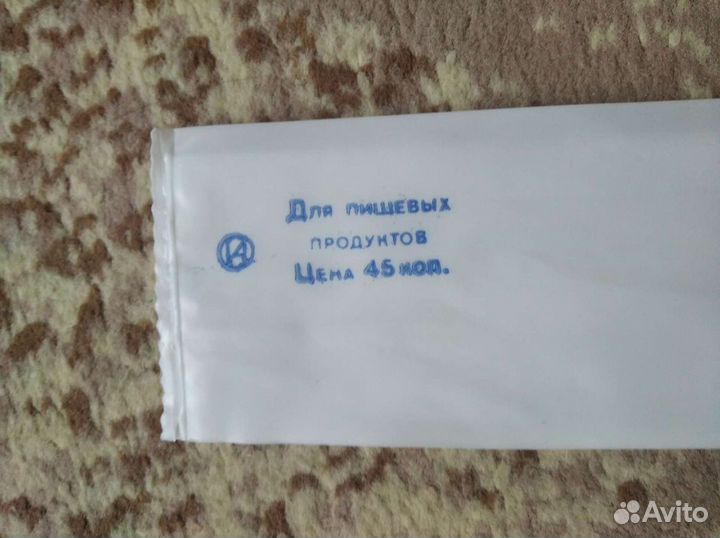 Для пищевых
продуктов
Цена 45 коп.
Avito